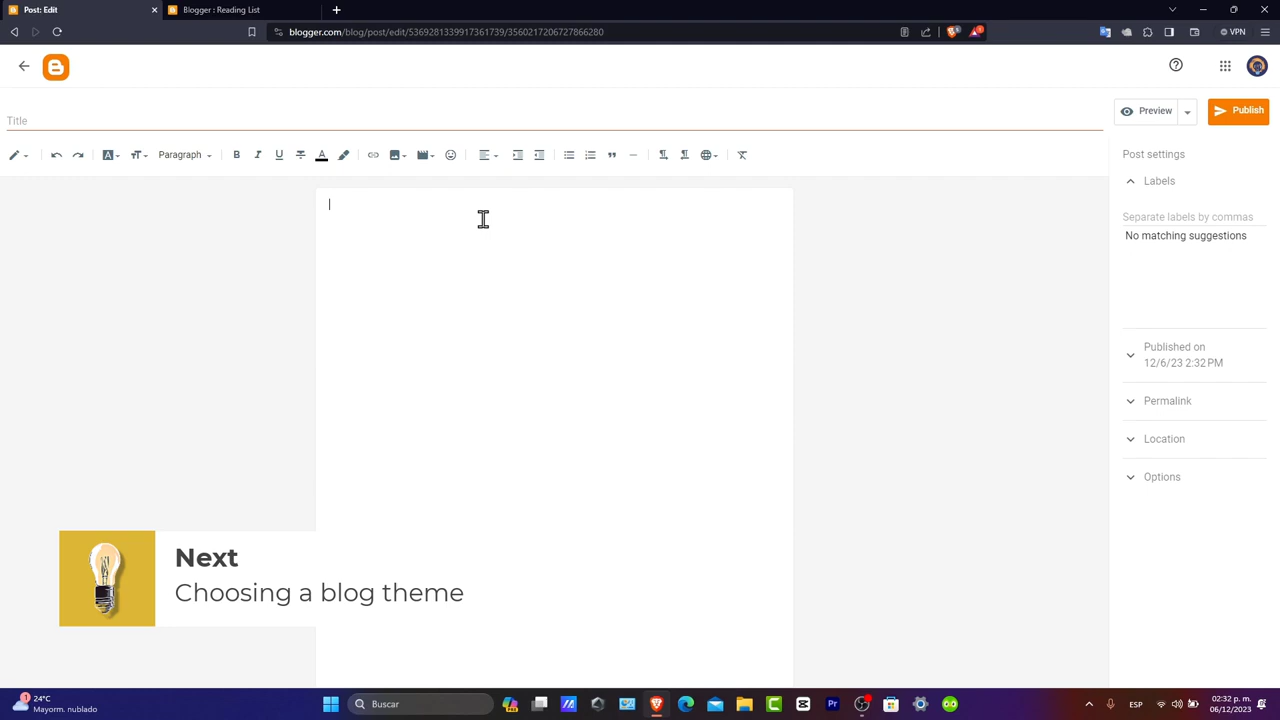 Post: Edit
Blogger : Reading List
blogger.com/blog/post/edit/5369281339917361739/3560217206727866280
VPN
Title
Preview
Publish
Paragraph
Post settings
Labels
Separate labels by commas
No matching suggestions
Published on
12/6/23 2:32 PM
Permalink
Location
Options
Next
Choosing a blog theme
1
24°C
Mayorm. nublado
Buscar
ESP
02:32 p. m.
06/12/2023